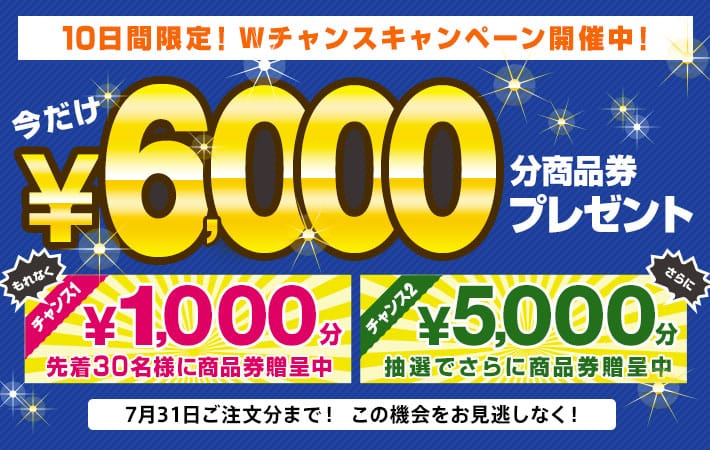 10日間限定！Wチャンスキャンペーン開催中！
今だけ
¥6,000
分商品券
プレゼント
もれなく
チャンス1
¥1,000分
先着30名様に商品券贈呈中
さらに
チャンス2
¥5,000分
抽選でさらに商品券贈呈中
7月31日ご注文分まで！ この機会をお見逃しなく！